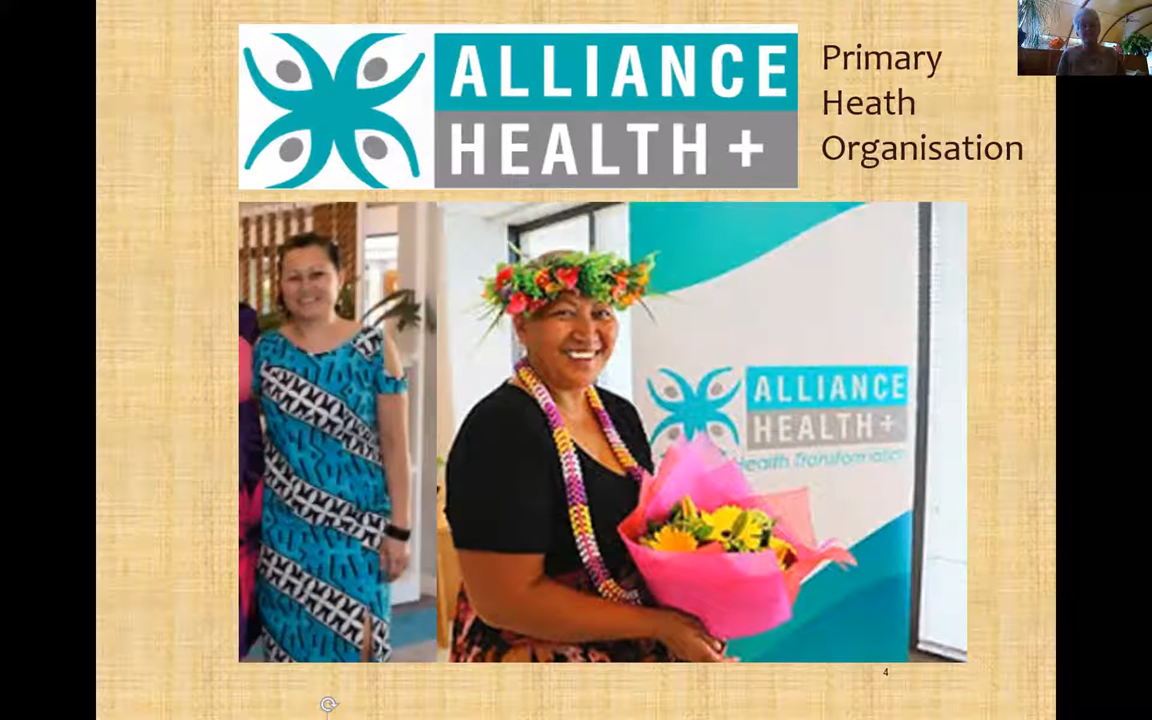 ALLIANCE
HEALTH+
Primary
Heath
Organisation
ALLIANCE
HEALTH+
Health Transformation
4